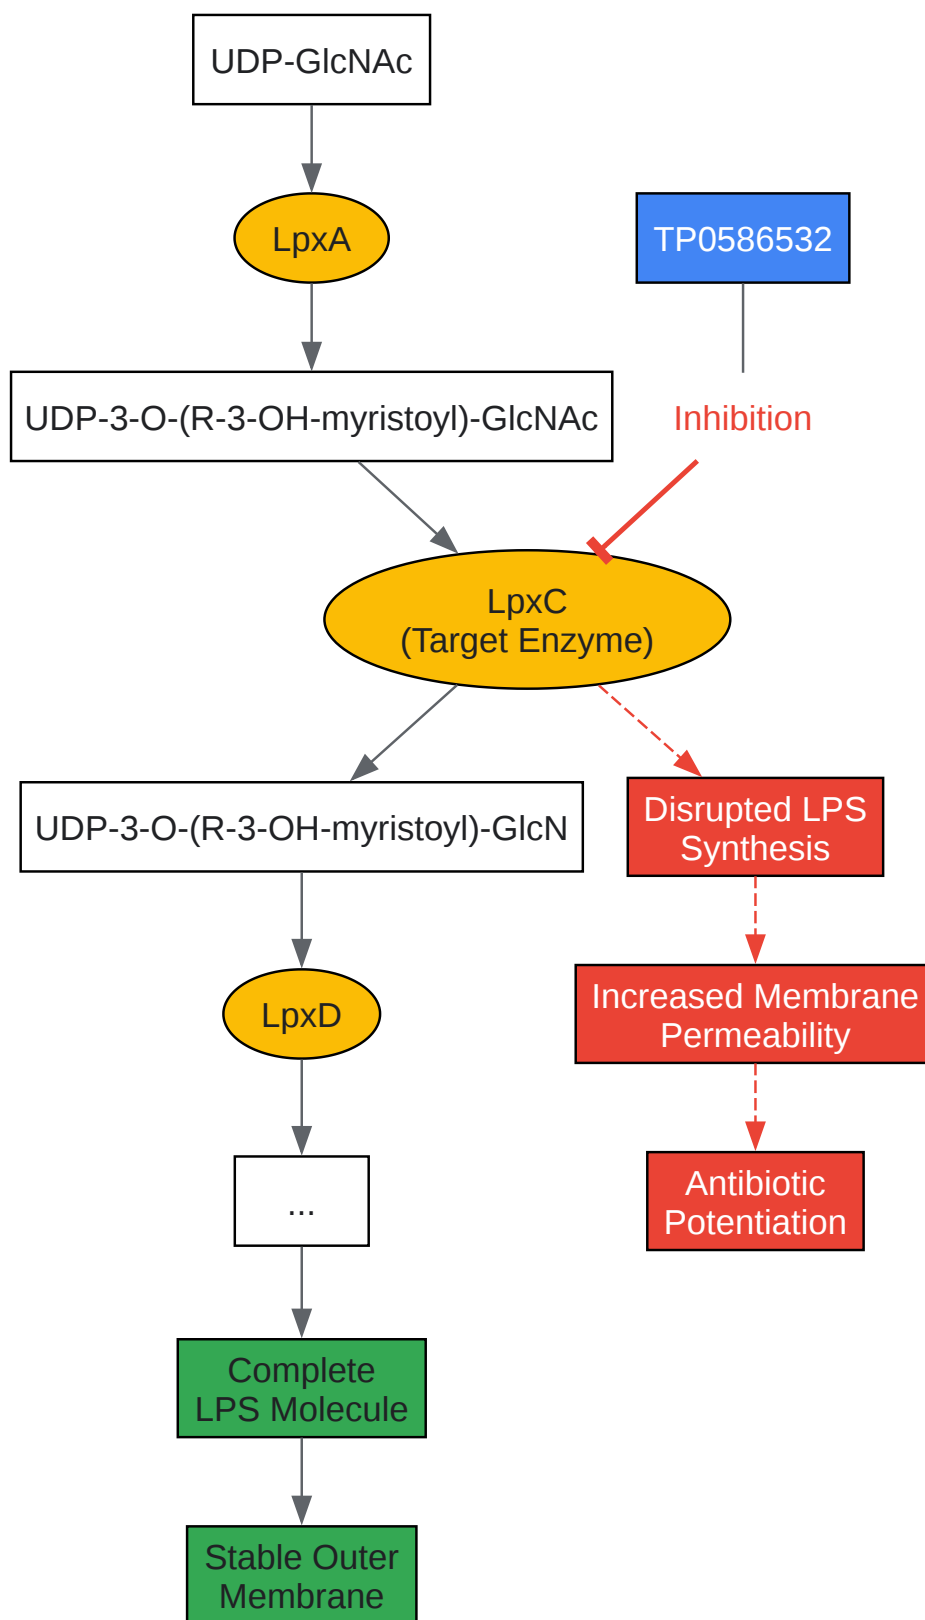 UDP-GlcNAc
LpxA
TP0586532
UDP-3-O-(R-3-OH-myristoyl)-GlcNAc
Inhibition
LpxC
(Target Enzyme)
UDP-3-O-(R-3-OH-myristoyl)-GlcN
Disrupted LPS
Synthesis
LpxD
Increased Membrane
Permeability
...
Antibiotic
Potentiation
Complete
LPS Molecule
Stable Outer
Membrane